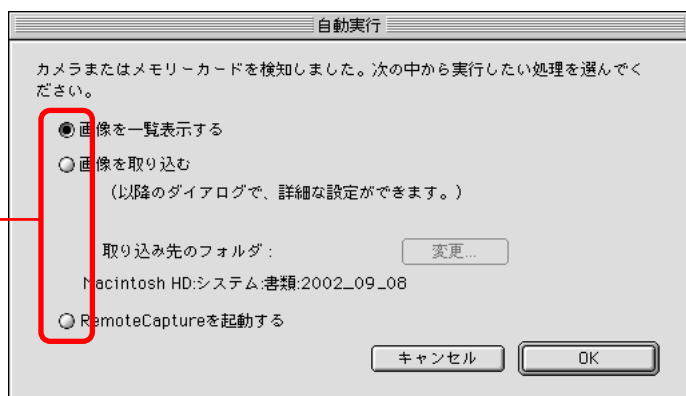 自動実行
カメラまたはメモリーカードを検知しました。次の中から実行したい処理を選んでく
ださい。
画像を一覧表示する
画像を取り込む
（以降のダイアログで、詳細な設定ができます。）
取り込み先のフォルダ： 変更...
Macintosh HD:システム:書類:2002_09_08
RemoteCaptureを起動する
キャンセル OK